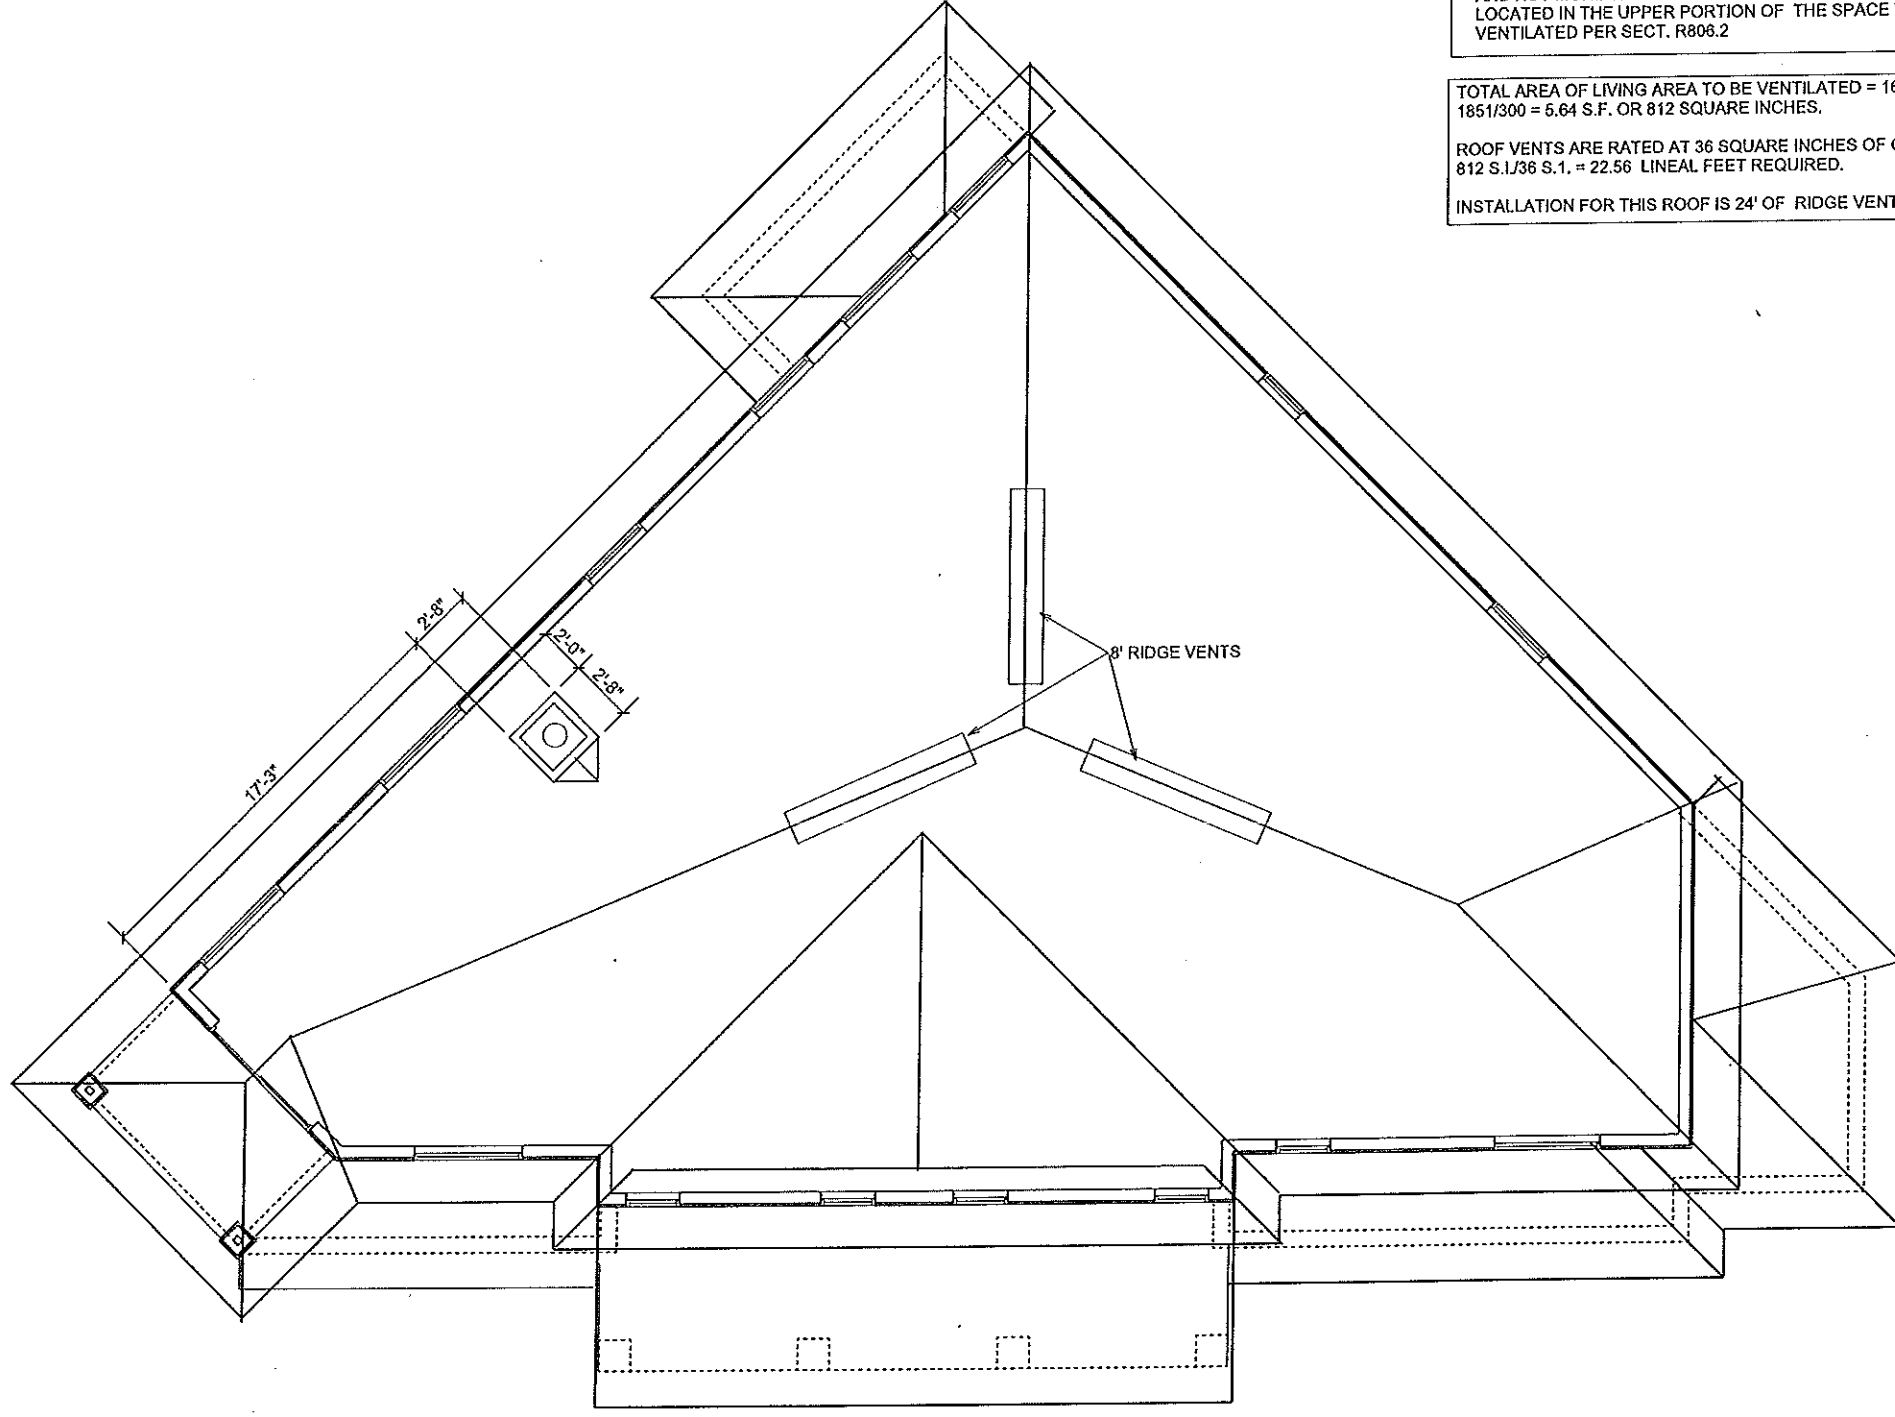 LOCATED IN THE UPPER PORTION OF THE SPACE
VENTILATED PER SECT. R806.2
TOTAL AREA OF LIVING AREA TO BE VENTILATED = 16
1851/300 = 5.64 S.F. OR 812 SQUARE INCHES.
ROOF VENTS ARE RATED AT 36 SQUARE INCHES OF
812 S.I./36 S.1. = 22.56 LINEAL FEET REQUIRED.
INSTALLATION FOR THIS ROOF IS 24' OF RIDGE VENT
2'-8"
2'-0"
2'-8"
8' RIDGE VENTS
17'-3"